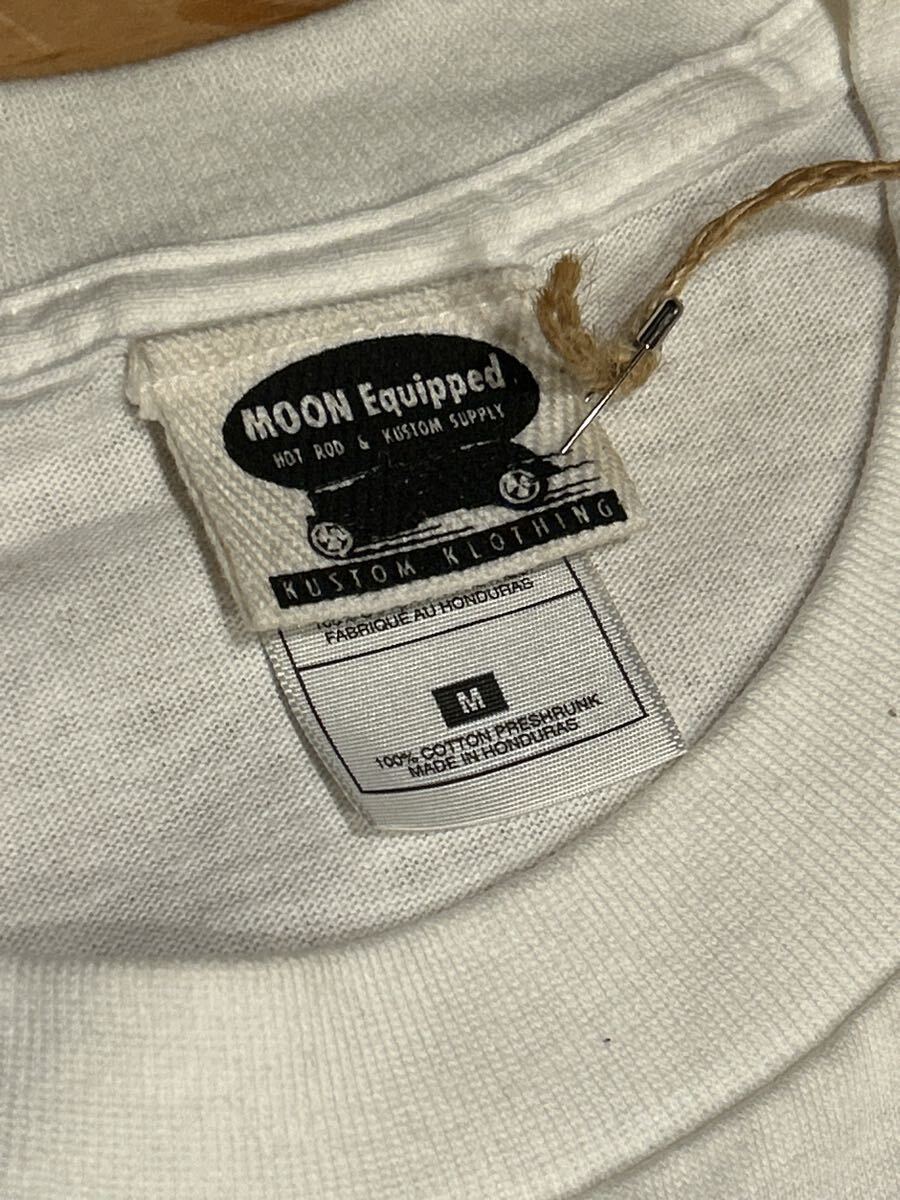 MOON Equipped
HOT ROD & KUSTOM SUPPLY
KUSTOM KLOTHING
FABRIQUE AU HONDURAS
M
100% COTTON PRESHRUNK
MADE IN HONDURAS